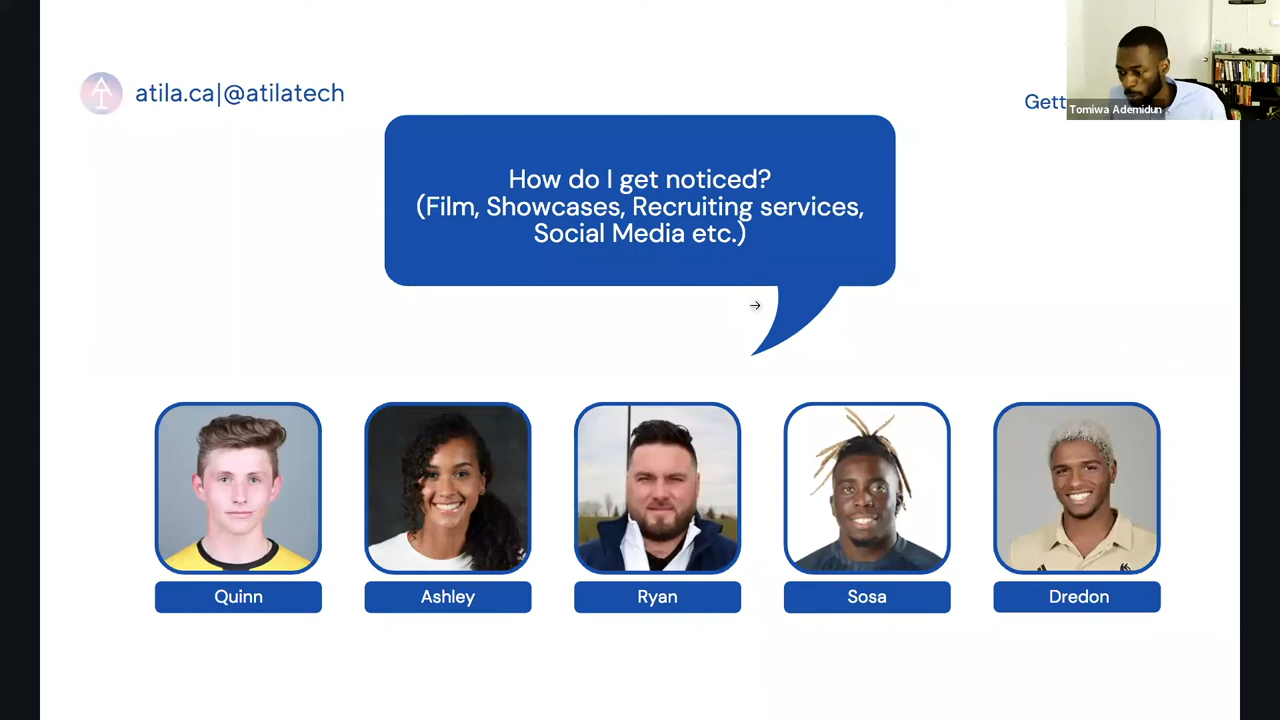 atila.ca|@atilatech
Gett
Tomiwa Ademidun
How do I get noticed?
(Film, Showcases, Recruiting services,
Social Media etc.)
Quinn
Ashley
Ryan
Sosa
Dredon